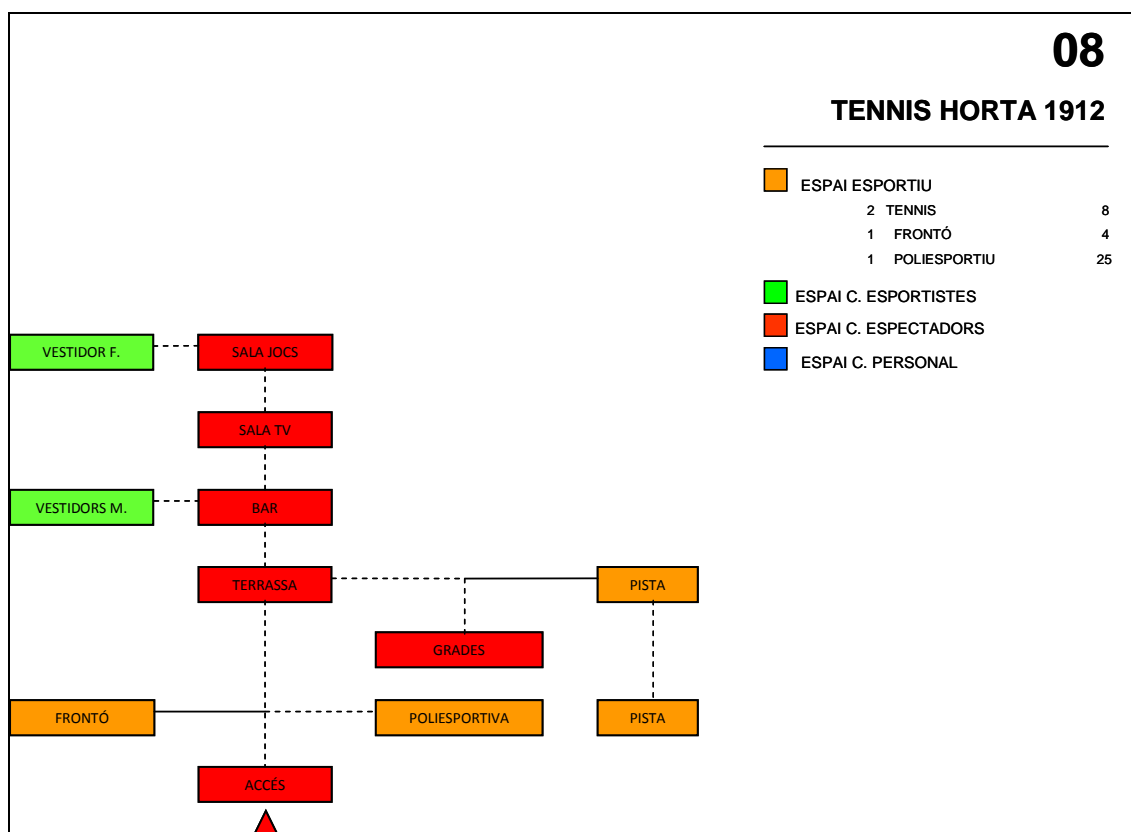 08
TENNIS HORTA 1912
ESPAI ESPORTIU
2 TENNIS 8
1 FRONTÓ 4
1 POLIESPORTIU 25
ESPAI C. ESPORTISTES
ESPAI C. ESPECTADORS
ESPAI C. PERSONAL
VESTIDOR F. SALA JOCS
SALA TV
VESTIDORS M. BAR
TERRASSA PISTA
GRADES
FRONTÓ POLIESPORTIVA PISTA
ACCÉS